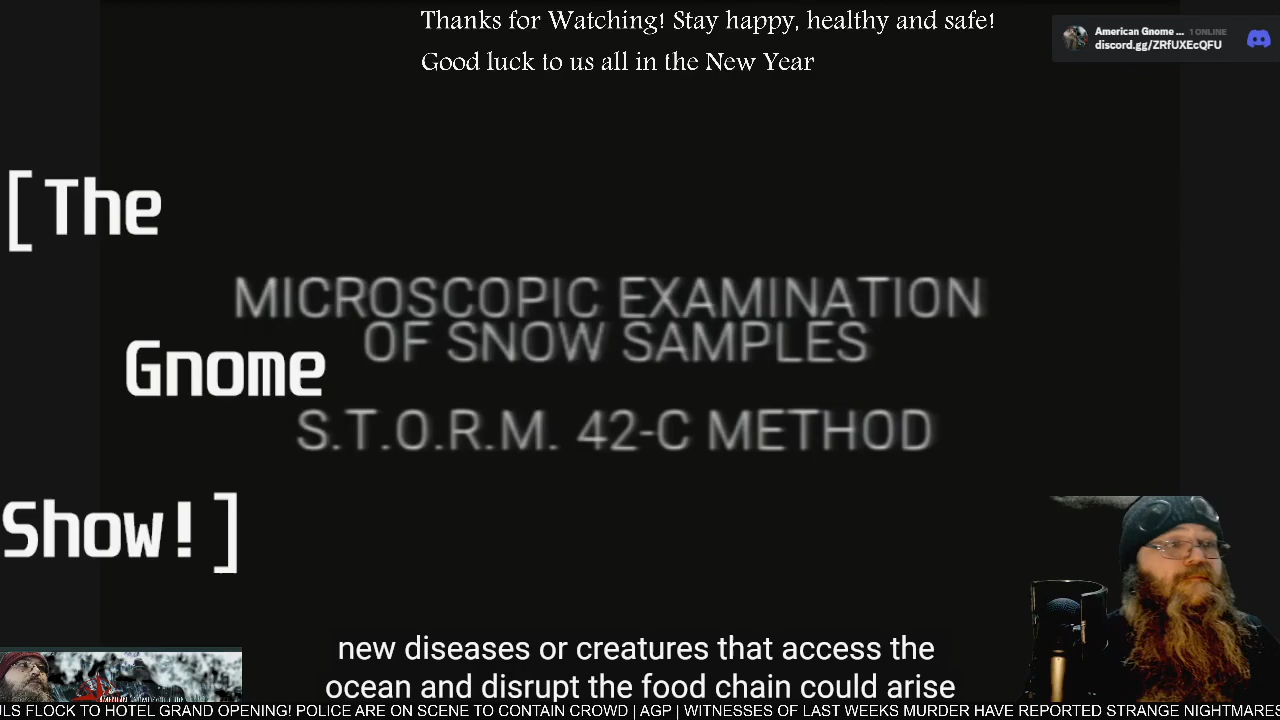 Thanks for Watching! Stay happy, healthy and safe!
Good luck to us all in the New Year
American Gnome ... 1 ONLINE
discord.gg/ZRfUXEcQFU
[The
Gnome
Show!]
MICROSCOPIC EXAMINATION
OF SNOW SAMPLES
S.T.O.R.M. 42-C METHOD
new diseases or creatures that access the
ocean and disrupt the food chain could arise
ULS FLOCK TO HOTEL GRAND OPENING! POLICE ARE ON SCENE TO CONTAIN CROWD | AGP | WITNESSES OF LAST WEEKS MURDER HAVE REPORTED STRANGE NIGHTMARES